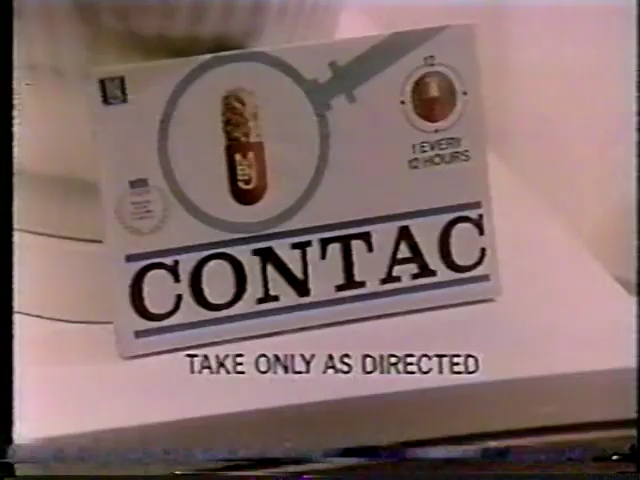 12
1 EVERY
12 HOURS
CONTAC
TAKE ONLY AS DIRECTED